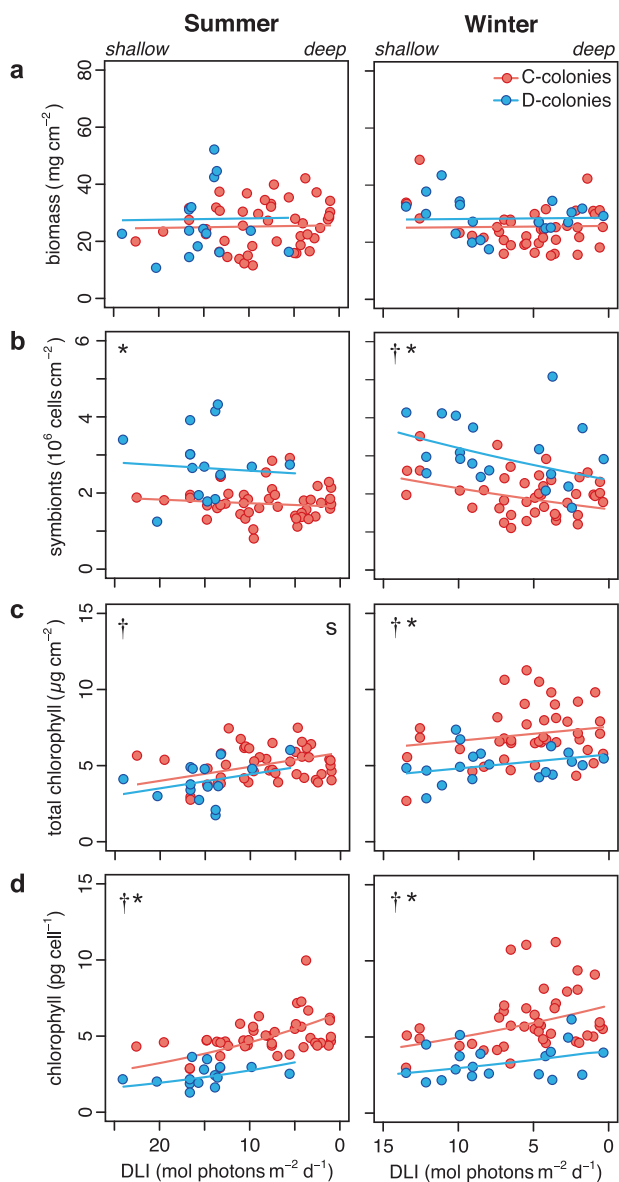 Summer Winter
shallow deep shallow deep
a
biomass (mg cm⁻²)
80
60
40
20
0
C-colonies
D-colonies
b
symbionts (10⁶ cells cm⁻²)
6
4
2
0
*
† *
c
total chlorophyll (µg cm⁻²)
15
10
5
0
† S
† *
d
chlorophyll (pg cell⁻¹)
15
10
5
0
† *
† *
20 10 0 15 10 5 0
DLI (mol photons m⁻² d⁻¹) DLI (mol photons m⁻² d⁻¹)